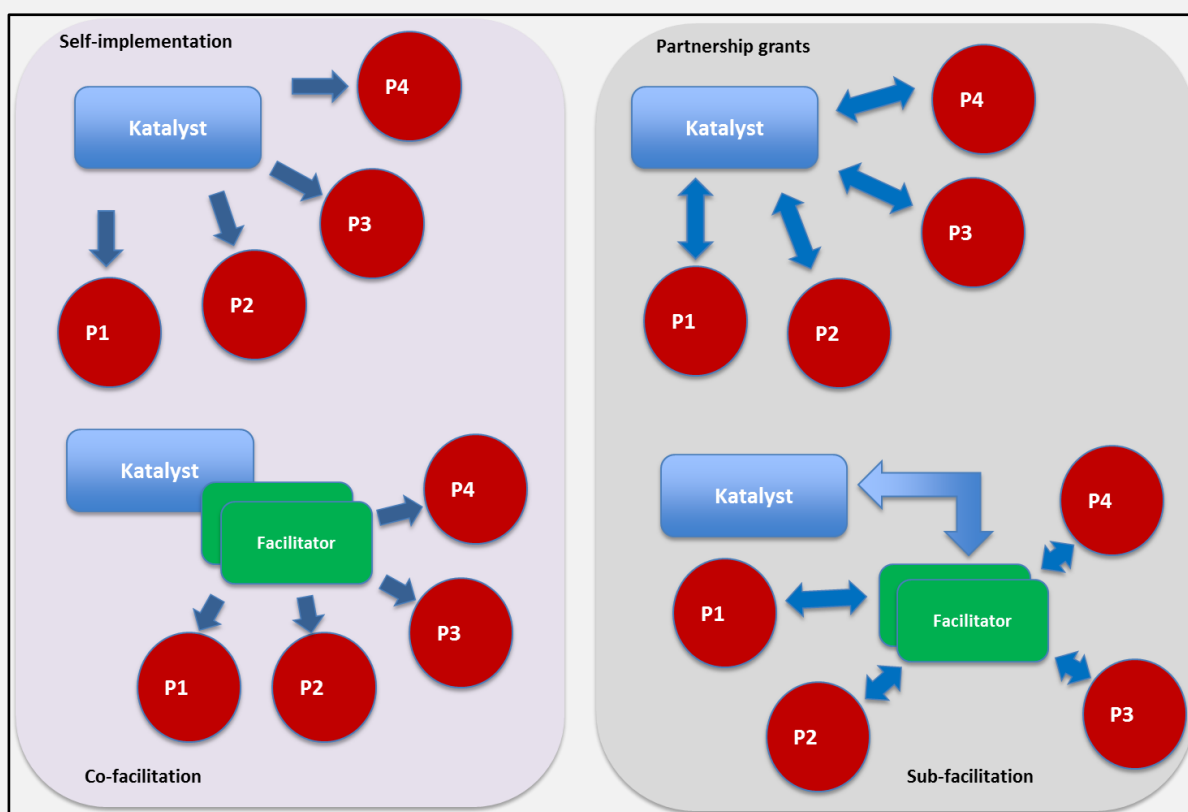 Self-implementation
Katalyst
P4
P3
P2
P1
Katalyst
Facilitator
P4
P3
P2
P1
Co-facilitation
Partnership grants
Katalyst
P4
P3
P2
P1
Katalyst
P4
P1
Facilitator
P3
P2
Sub-facilitation